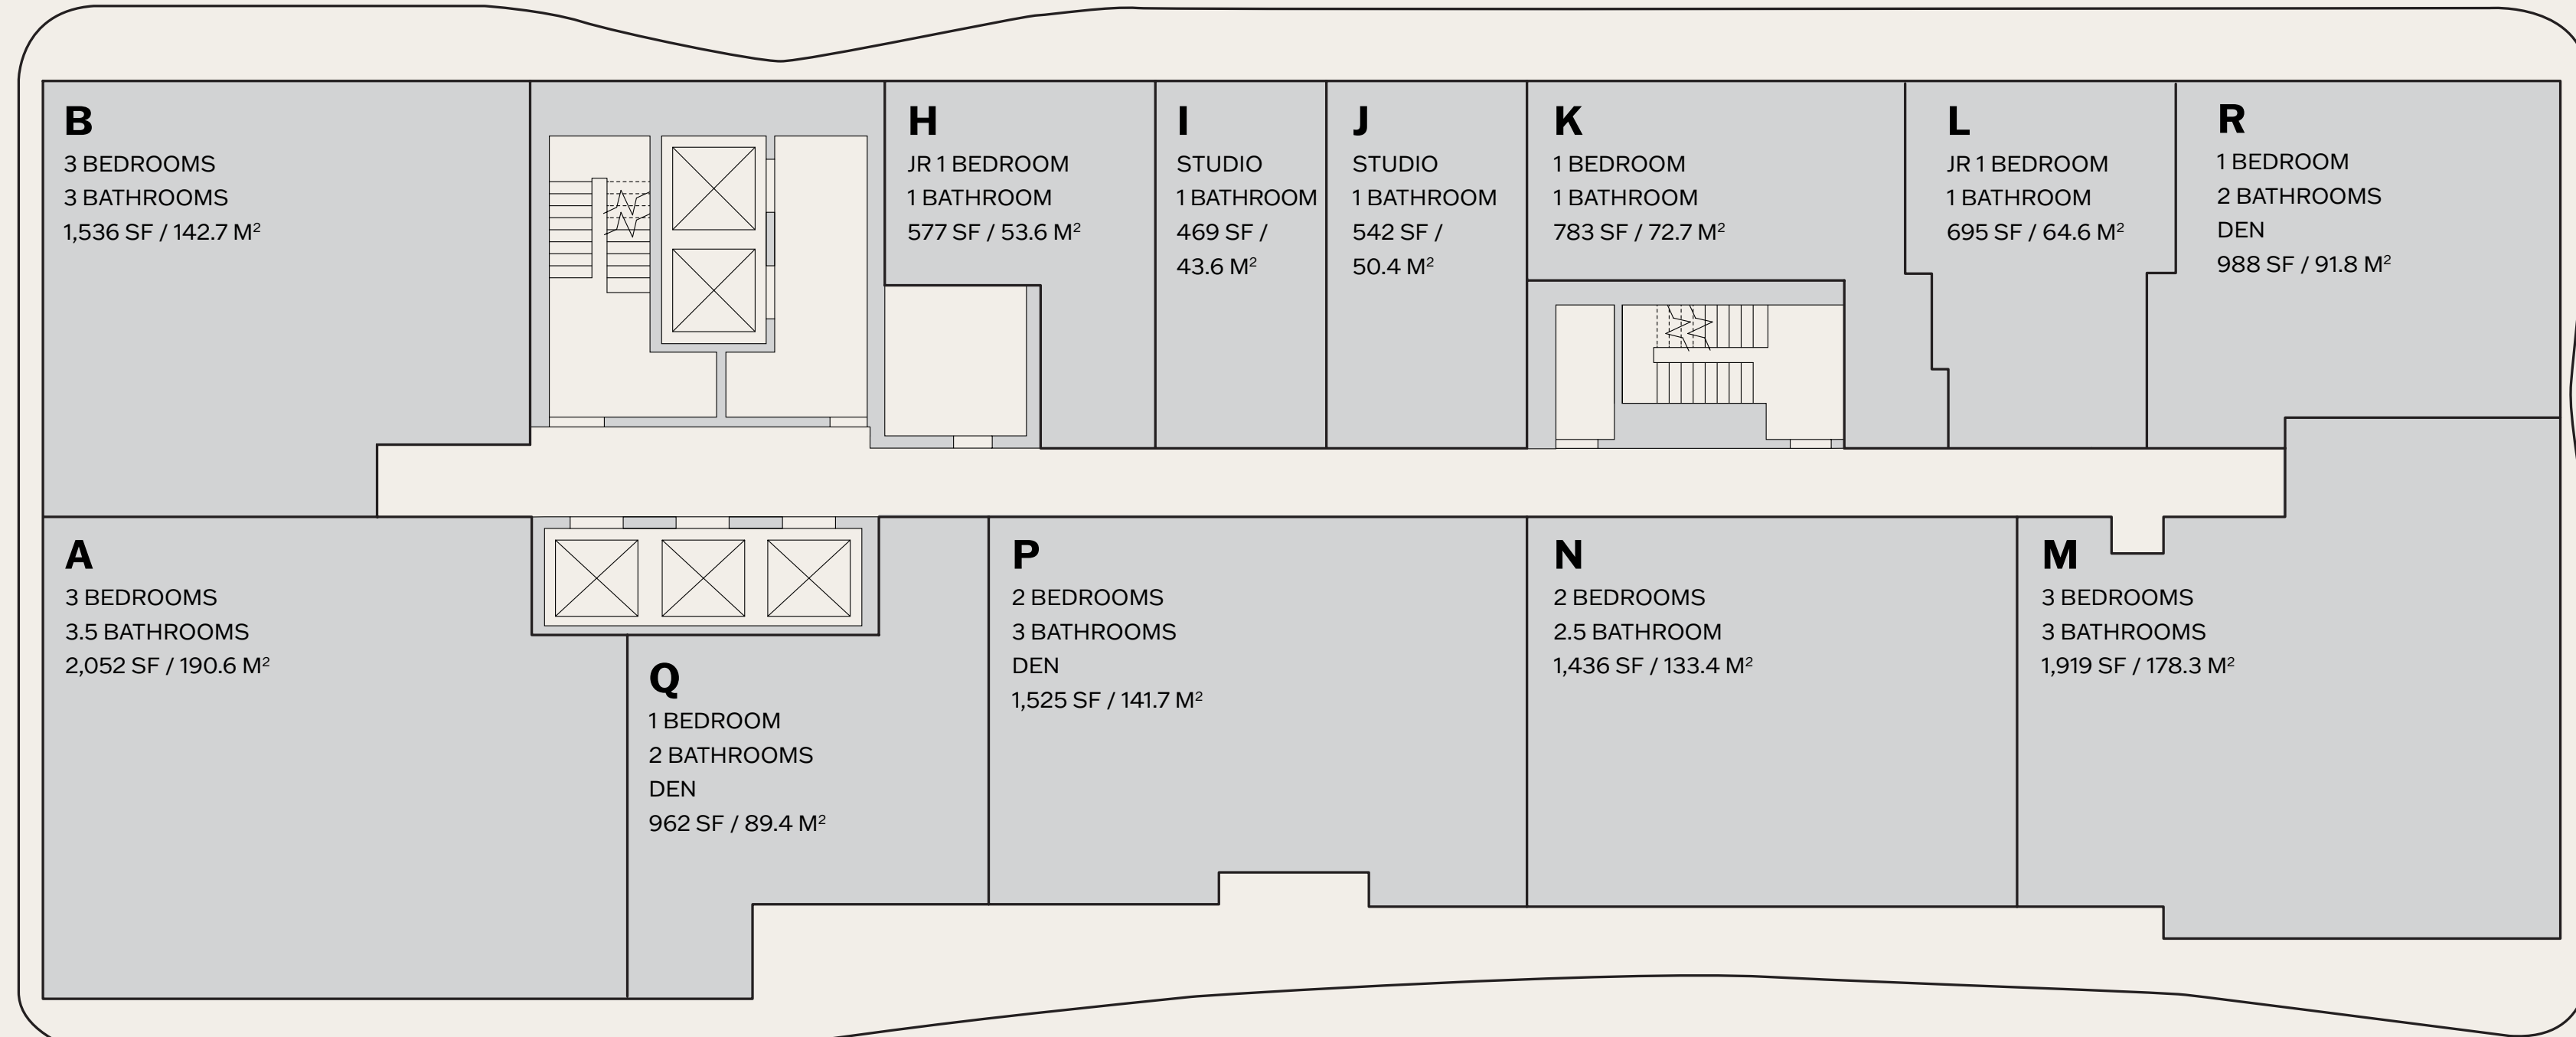 B
3 BEDROOMS
3 BATHROOMS
1,536 SF / 142.7 M²
H
JR 1 BEDROOM
1 BATHROOM
577 SF / 53.6 M²
I
STUDIO
1 BATHROOM
469 SF /
43.6 M²
J
STUDIO
1 BATHROOM
542 SF /
50.4 M²
K
1 BEDROOM
1 BATHROOM
783 SF / 72.7 M²
L
JR 1 BEDROOM
1 BATHROOM
695 SF / 64.6 M²
R
1 BEDROOM
2 BATHROOMS
DEN
988 SF / 91.8 M²
A
3 BEDROOMS
3.5 BATHROOMS
2,052 SF / 190.6 M²
Q
1 BEDROOM
2 BATHROOMS
DEN
962 SF / 89.4 M²
P
2 BEDROOMS
3 BATHROOMS
DEN
1,525 SF / 141.7 M²
N
2 BEDROOMS
2.5 BATHROOM
1,436 SF / 133.4 M²
M
3 BEDROOMS
3 BATHROOMS
1,919 SF / 178.3 M²